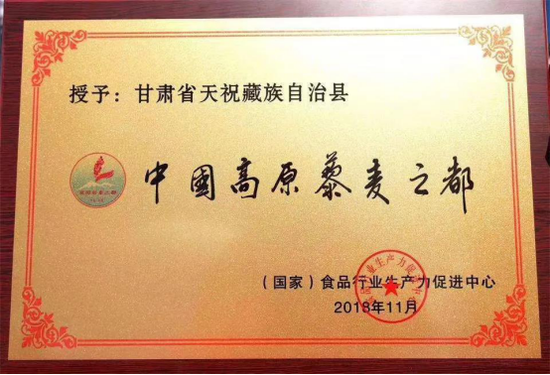 授予：甘肃省天祝藏族自治县
中國高原藜麦之都
（国家）食品行业生产力促进中心
2018年11月